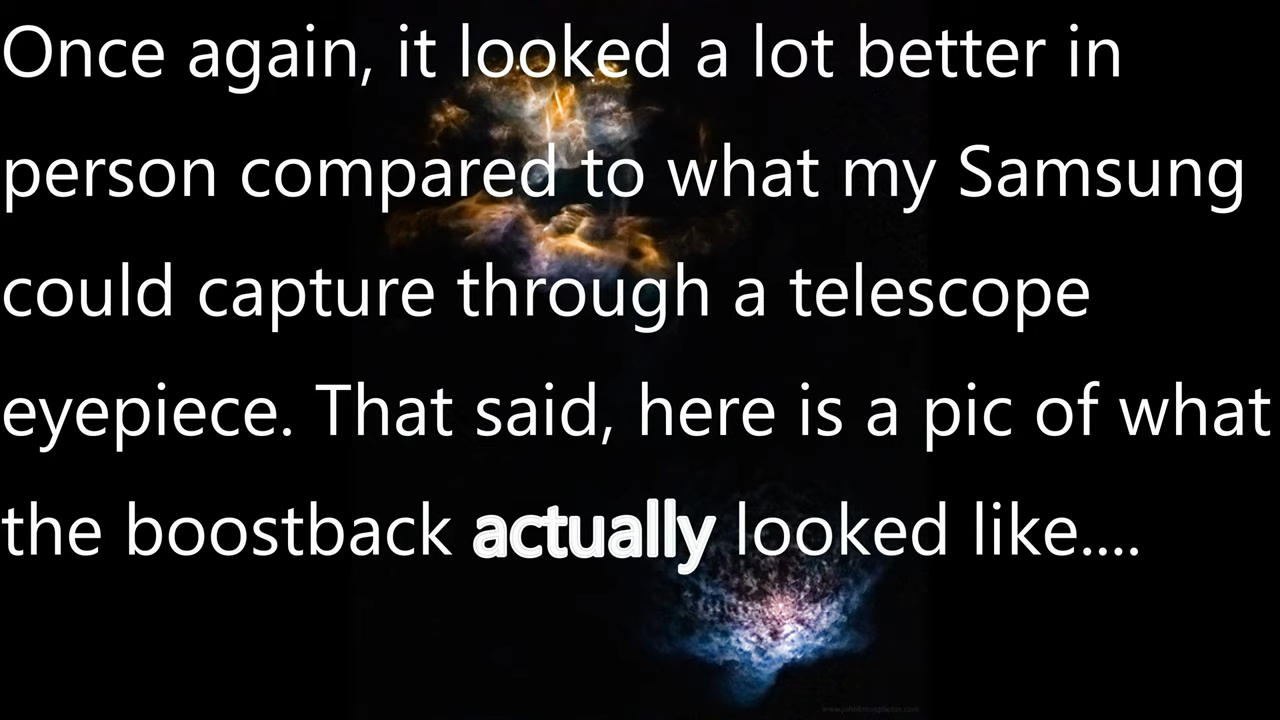 Once again, it looked a lot better in
person compared to what my Samsung
could capture through a telescope
eyepiece. That said, here is a pic of what
the boostback actually looked like....